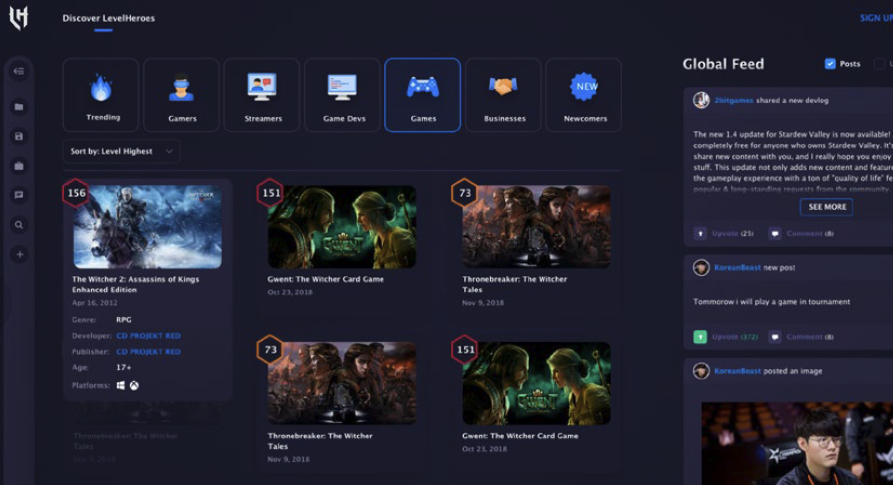 Discover LevelHeroes
SIGN UP
Trending
Gamers
Streamers
Game Devs
Games
Businesses
NEW
Newcomers
Sort by: Level Highest
156
The Witcher 2: Assassins of Kings
Enhanced Edition
Apr 16, 2012
Genre: RPG
Developer: CD PROJEKT RED
Publisher: CD PROJEKT RED
Age: 17+
Platforms:
Thronebreaker: The Witcher
Tales
Nov 9, 2018
151
GWENT
Gwent: The Witcher Card Game
Oct 23, 2018
73
Thronebreaker: The Witcher
Tales
Nov 9, 2018
73
Thronebreaker: The Witcher
Tales
Nov 9, 2018
151
GWENT
Gwent: The Witcher Card Game
Oct 23, 2018
Global Feed
Posts
2bitgames shared a new devlog
The new 1.4 update for Stardew Valley is now available!
completely free for anyone who owns Stardew Valley. It's
share new content with you, and I really hope you enjoy
stuff. This update not only adds new content and feature
the gameplay experience with a ton of "quality of life" fe
popular & long-standing requests from the community.
SEE MORE
Upvote (25) Comment (8)
KoreanBeast new post
Tommorow i will play a game in tournament
Upvote (372) Comment (8)
KoreanBeast posted an image